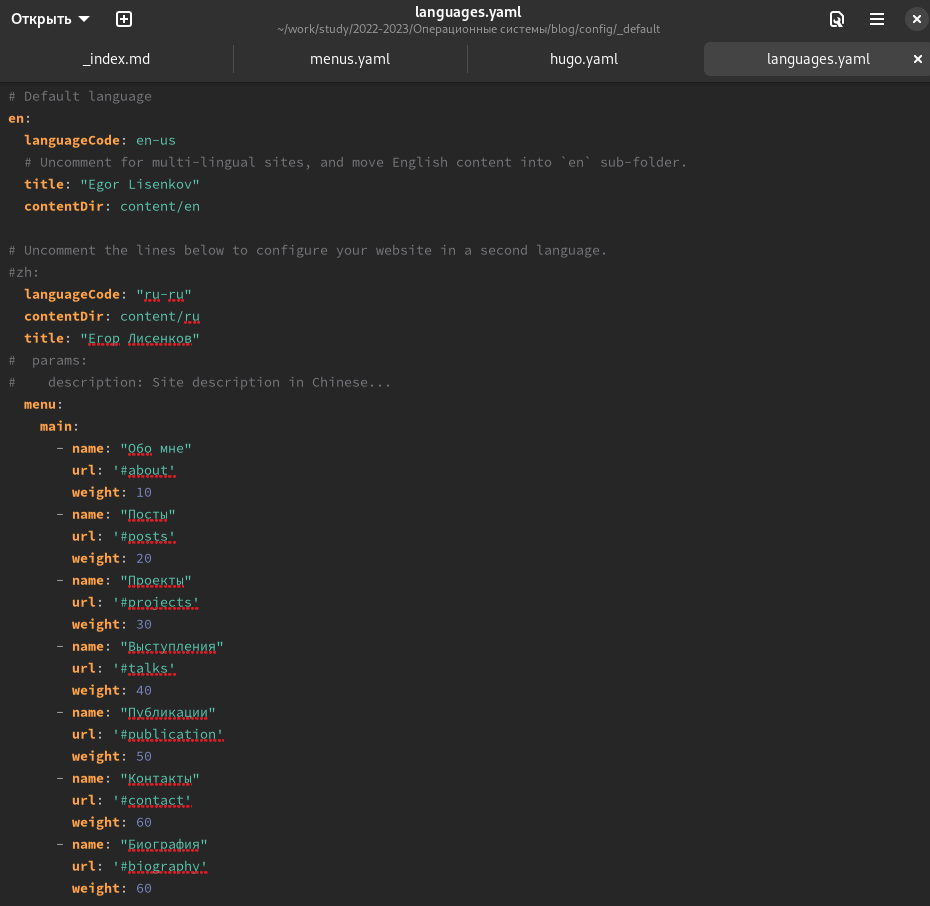 Открыть
languages.yaml
~/work/study/2022-2023/Операционные системы/blog/config/_default
_index.md
menus.yaml
hugo.yaml
languages.yaml
# Default language
en:
  languageCode: en-us
  # Uncomment for multi-lingual sites, and move English content into `en` sub-folder.
  title: "Egor Lisenkov"
  contentDir: content/en

# Uncomment the lines below to configure your website in a second language.
#zh:
  languageCode: "ru-ru"
  contentDir: content/ru
  title: "Егор Лисенков"
#  params:
#    description: Site description in Chinese...
  menu:
    main:
      - name: "Обо мне"
        url: '#about'
        weight: 10
      - name: "Посты"
        url: '#posts'
        weight: 20
      - name: "Проекты"
        url: '#projects'
        weight: 30
      - name: "Выступления"
        url: '#talks'
        weight: 40
      - name: "Публикации"
        url: '#publication'
        weight: 50
      - name: "Контакты"
        url: '#contact'
        weight: 60
      - name: "Биография"
        url: '#biography'
        weight: 60